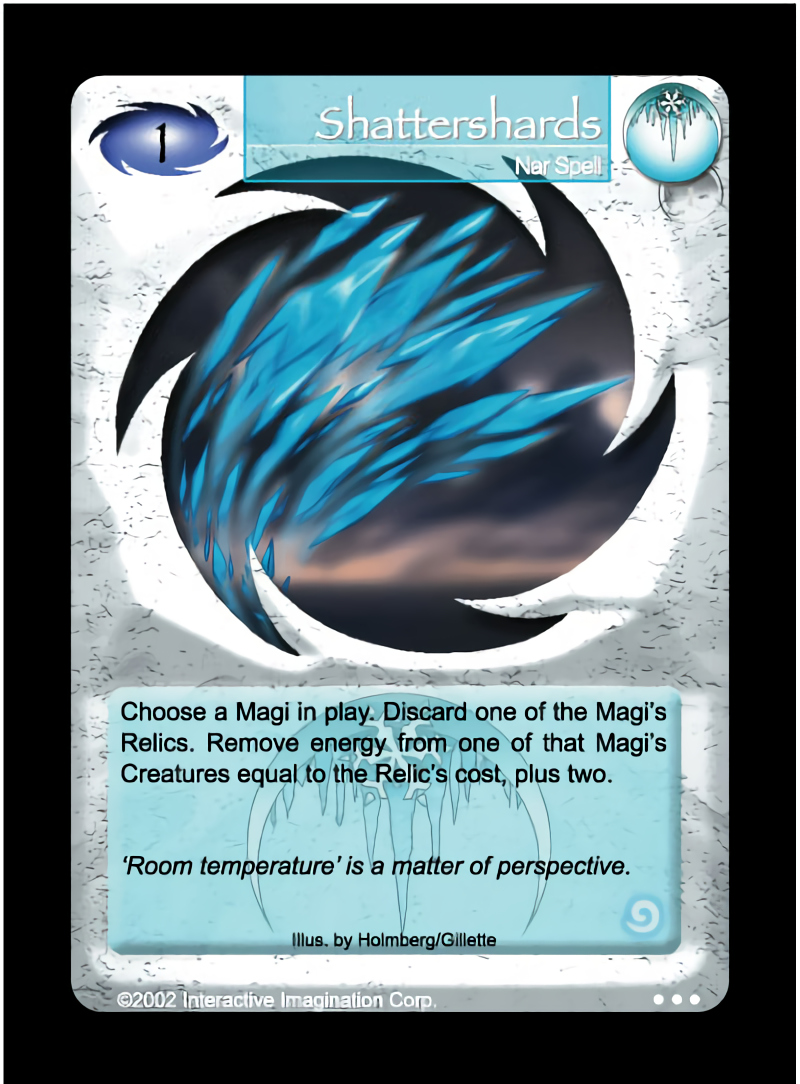 1
Shattershards
Nar Spell
Choose a Magi in play. Discard one of the Magi's
Relics. Remove energy from one of that Magi's
Creatures equal to the Relic's cost, plus two.
'Room temperature' is a matter of perspective.
Illus. by Holmberg/Gillette
©2002 Interactive Imagination Corp.